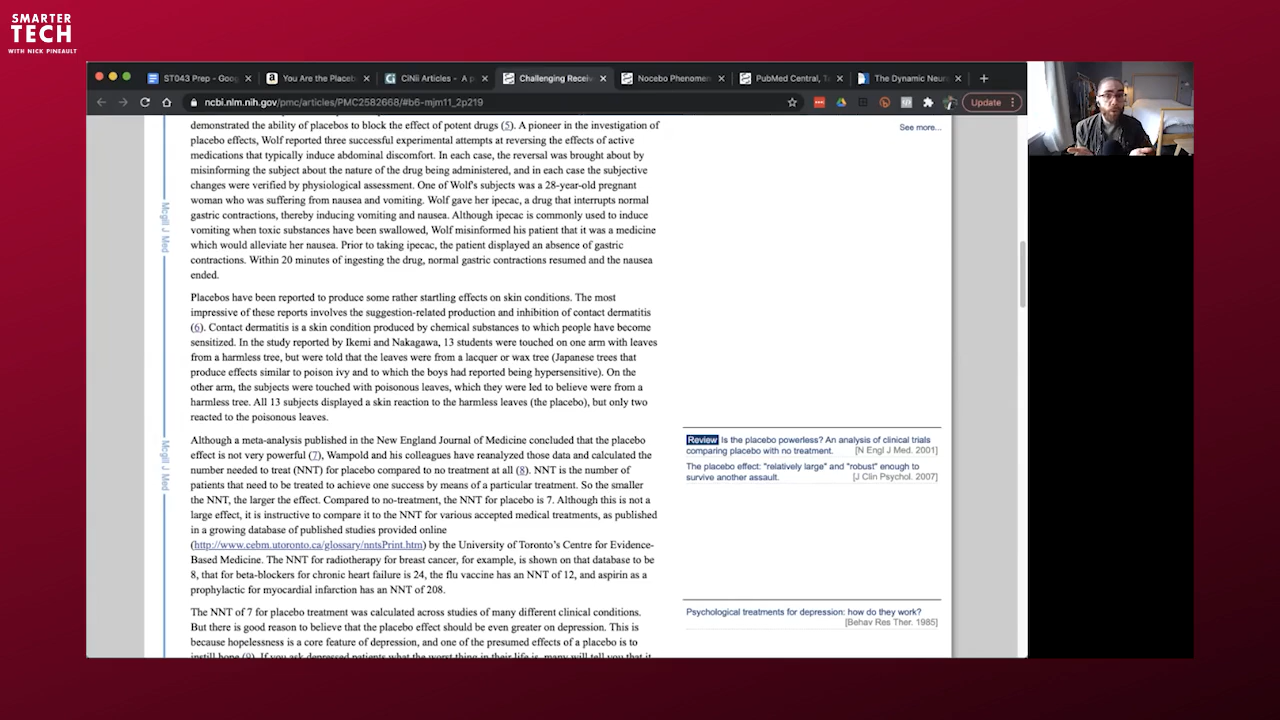 SMARTER
TECH
WITH NICK PINEAULT
ST043 Prep - Goog
You Are the Placeb
CiNii Articles - A p
Challenging Receiv
Nocebo Phenomen
PubMed Central, Ta
The Dynamic Neur
ncbi.nlm.nih.gov/pmc/articles/PMC2582668/#b6-mjm11_2p219
Update
See more...
demonstrated the ability of placebos to block the effect of potent drugs (5). A pioneer in the investigation of
placebo effects, Wolf reported three successful experimental attempts at reversing the effects of active
medications that typically induce abdominal discomfort. In each case, the reversal was brought about by
misinforming the subject about the nature of the drug being administered, and in each case the subjective
changes were verified by physiological assessment. One of Wolf's subjects was a 28-year-old pregnant
woman who was suffering from nausea and vomiting. Wolf gave her ipecac, a drug that interrupts normal
gastric contractions, thereby inducing vomiting and nausea. Although ipecac is commonly used to induce
vomiting when toxic substances have been swallowed, Wolf misinformed his patient that it was a medicine
which would alleviate her nausea. Prior to taking ipecac, the patient displayed an absence of gastric
contractions. Within 20 minutes of ingesting the drug, normal gastric contractions resumed and the nausea
ended.
Mcgill J Med
Placebos have been reported to produce some rather startling effects on skin conditions. The most
impressive of these reports involves the suggestion-related production and inhibition of contact dermatitis
(6). Contact dermatitis is a skin condition produced by chemical substances to which people have become
sensitized. In the study reported by Ikemi and Nakagawa, 13 students were touched on one arm with leaves
from a harmless tree, but were told that the leaves were from a lacquer or wax tree (Japanese trees that
produce effects similar to poison ivy and to which the boys had reported being hypersensitive). On the
other arm, the subjects were touched with poisonous leaves, which they were led to believe were from a
harmless tree. All 13 subjects displayed a skin reaction to the harmless leaves (the placebo), but only two
reacted to the poisonous leaves.
Mcgill J Med
Although a meta-analysis published in the New England Journal of Medicine concluded that the placebo
effect is not very powerful (7), Wampold and his colleagues have reanalyzed those data and calculated the
number needed to treat (NNT) for placebo compared to no treatment at all (8). NNT is the number of
patients that need to be treated to achieve one success by means of a particular treatment. So the smaller
the NNT, the larger the effect. Compared to no-treatment, the NNT for placebo is 7. Although this is not a
large effect, it is instructive to compare it to the NNT for various accepted medical treatments, as published
in a growing database of published studies provided online
(http://www.cebm.utoronto.ca/glossary/nntsPrint.htm) by the University of Toronto's Centre for Evidence-
Based Medicine. The NNT for radiotherapy for breast cancer, for example, is shown on that database to be
8, that for beta-blockers for chronic heart failure is 24, the flu vaccine has an NNT of 12, and aspirin as a
prophylactic for myocardial infarction has an NNT of 208.
Review Is the placebo powerless? An analysis of clinical trials
comparing placebo with no treatment. [N Engl J Med. 2001]
The placebo effect: "relatively large" and "robust" enough to
survive another assault. [J Clin Psychol. 2007]
The NNT of 7 for placebo treatment was calculated across studies of many different clinical conditions.
But there is good reason to believe that the placebo effect should be even greater on depression. This is
because hopelessness is a core feature of depression, and one of the presumed effects of a placebo is to
instill hope (9). If you ask depressed patients what the worst thing in their life is, many will tell you that it
Psychological treatments for depression: how do they work?
[Behav Res Ther. 1985]